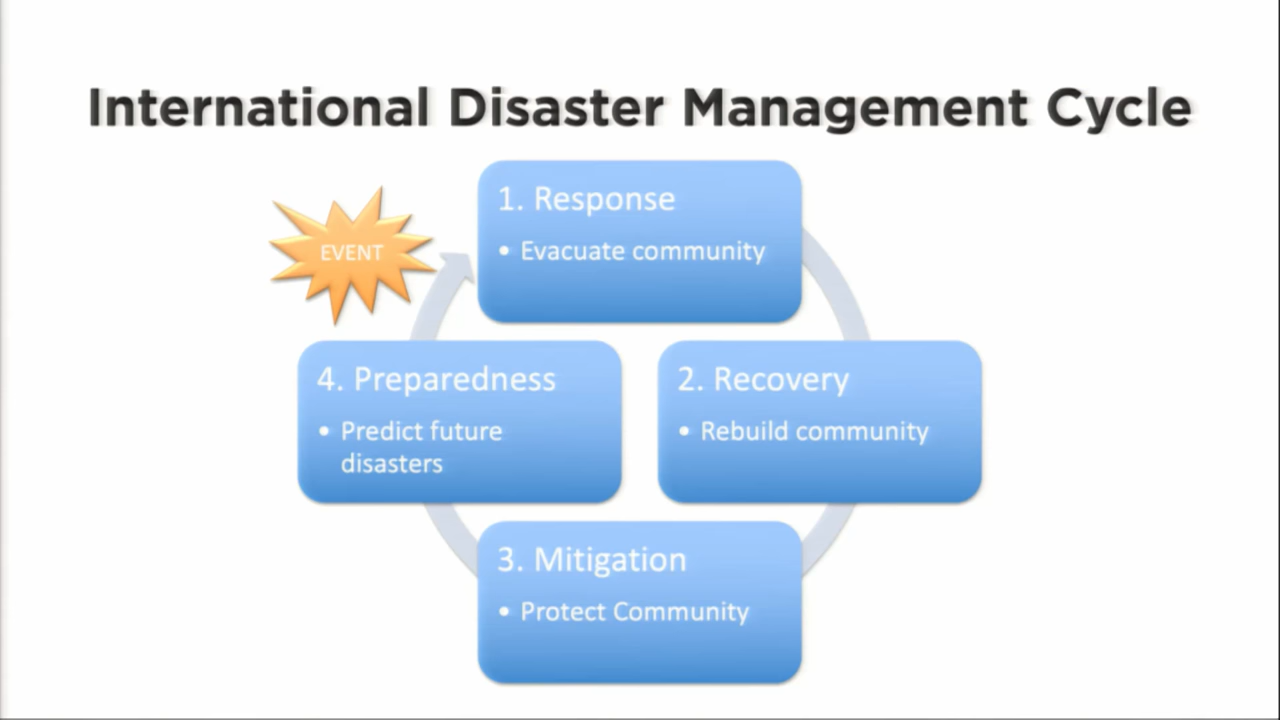 International Disaster Management Cycle
1. Response
• Evacuate community
EVENT
4. Preparedness
• Predict future
disasters
2. Recovery
• Rebuild community
3. Mitigation
• Protect Community